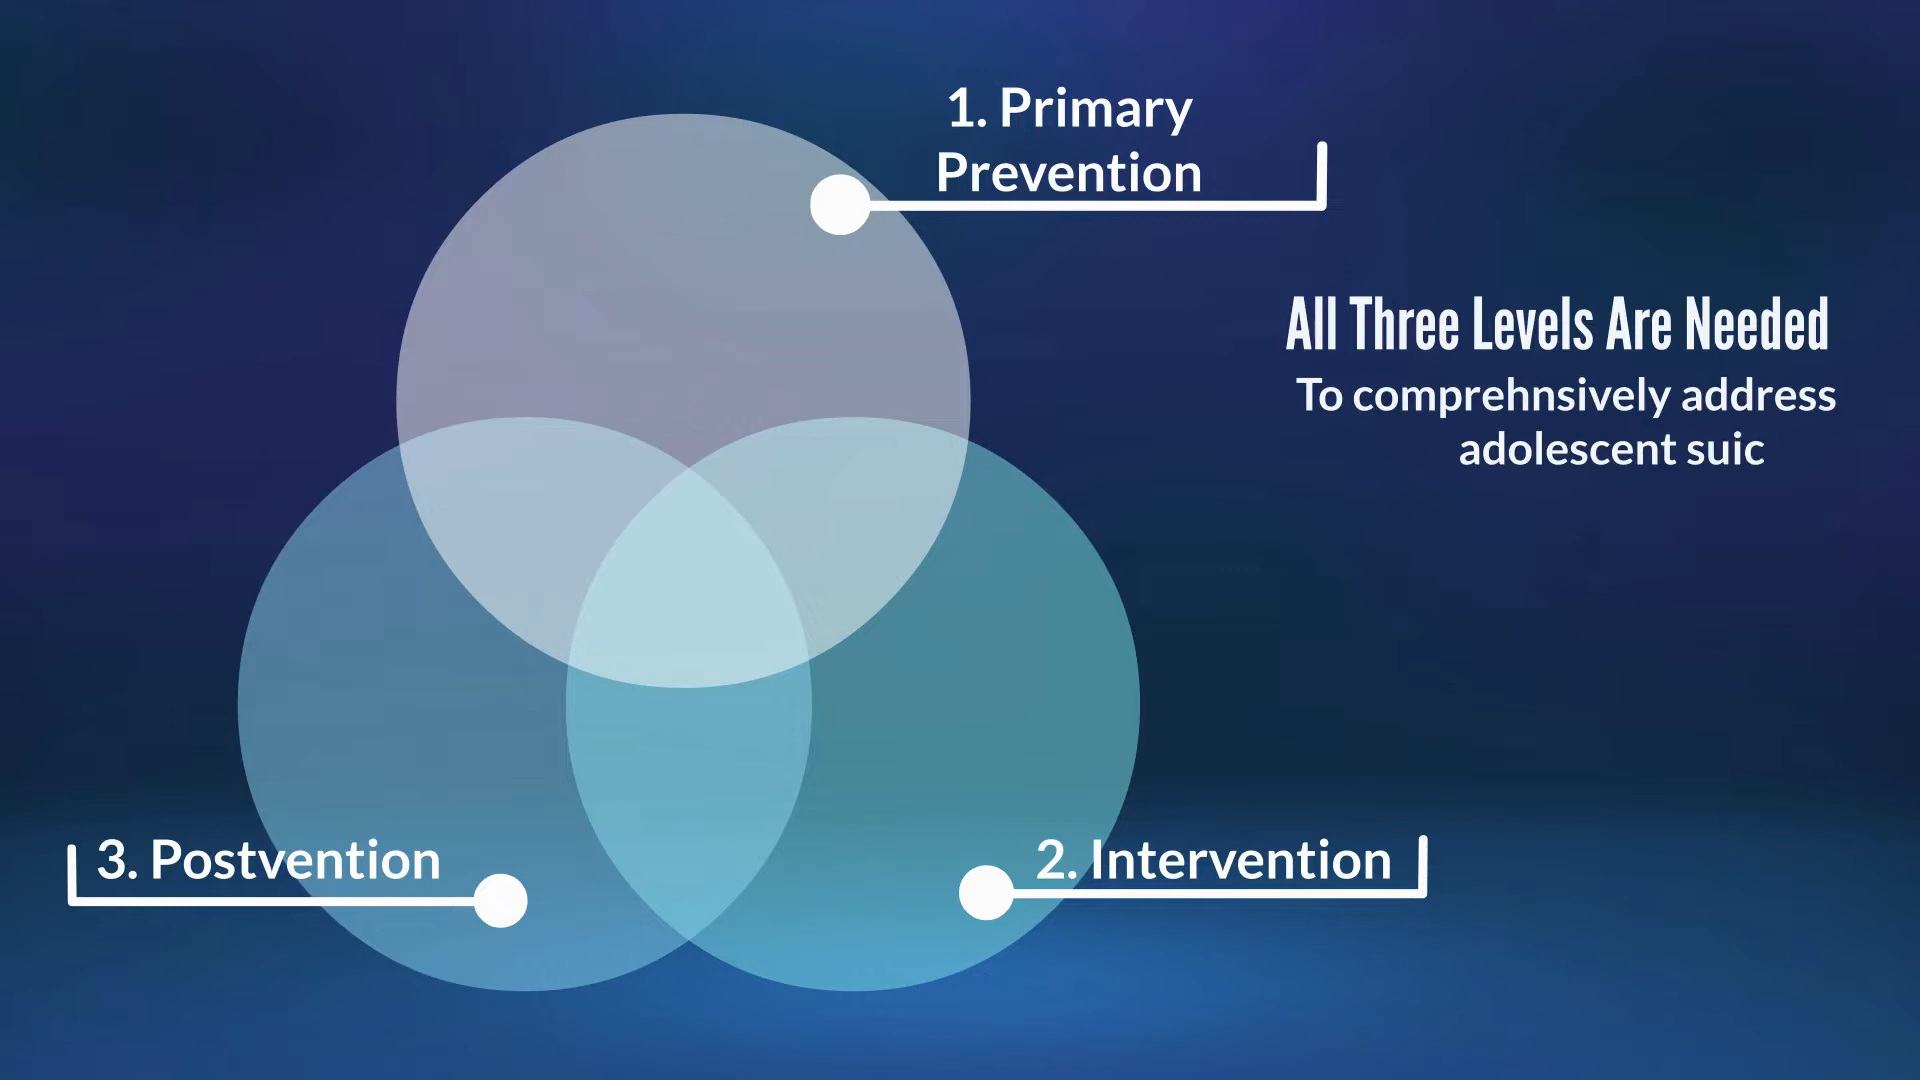 1. Primary
Prevention
All Three Levels Are Needed
To comprehnsively address
adolescent suic
3. Postvention
2. Intervention